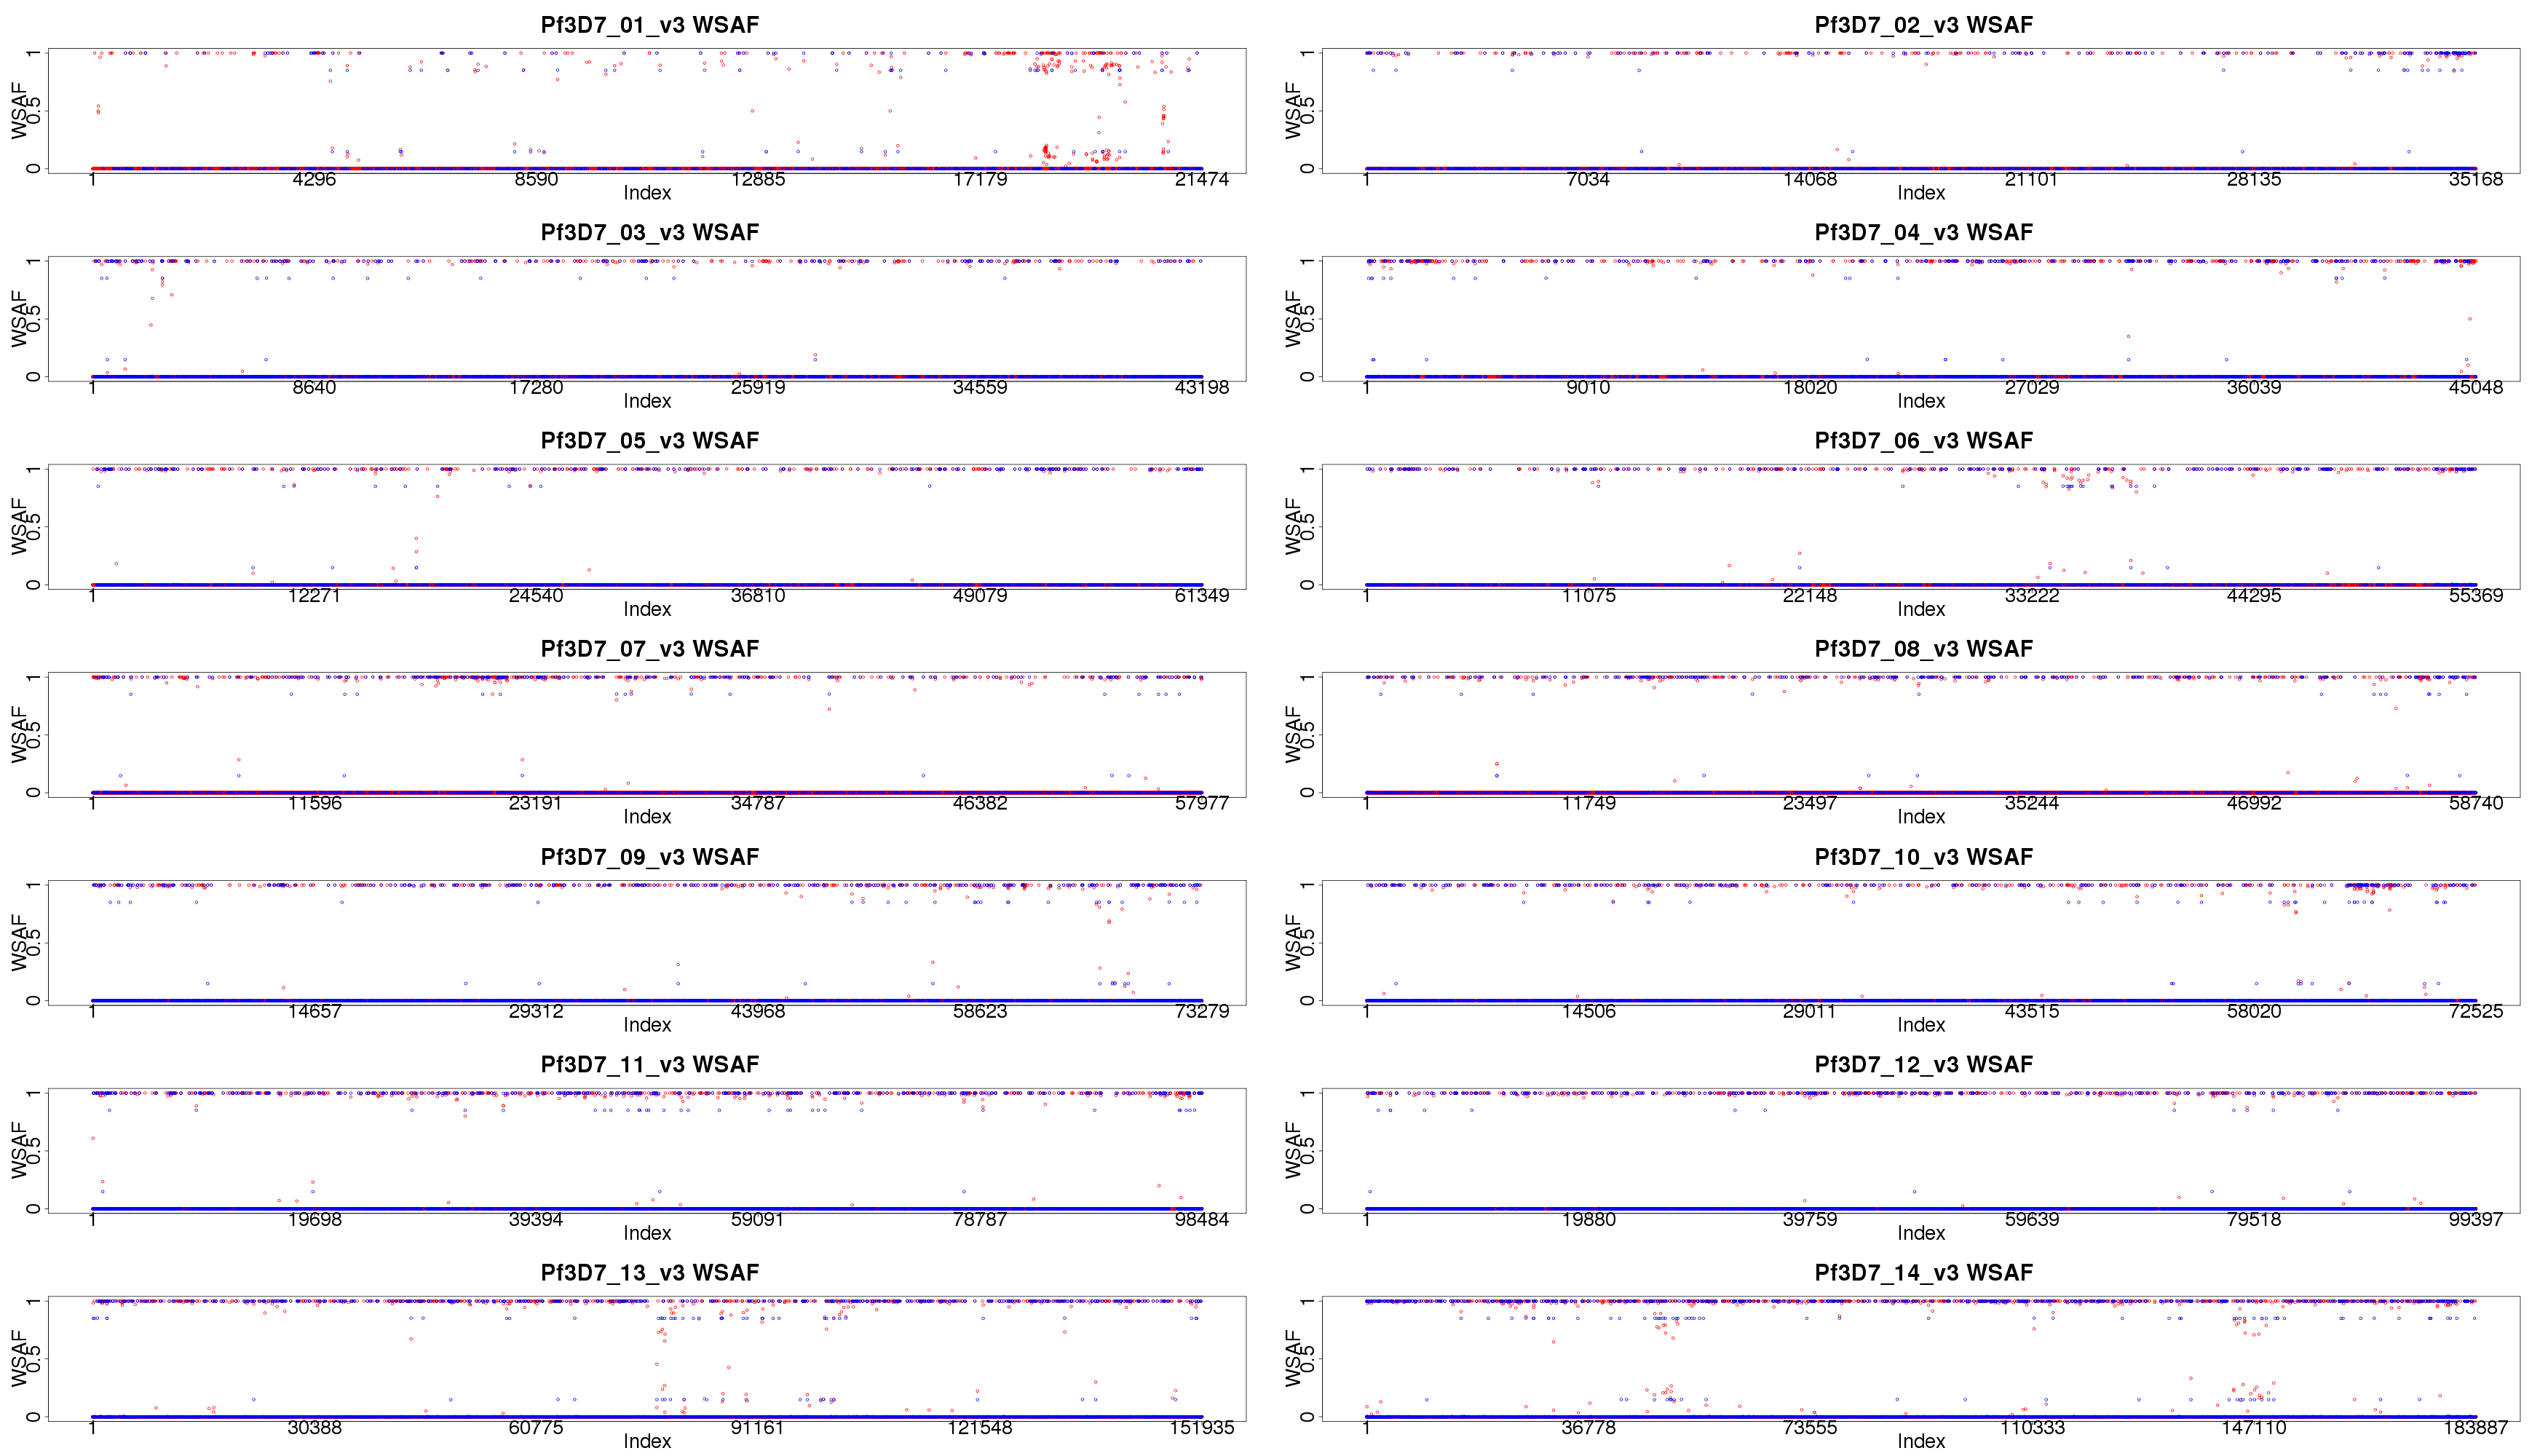 Pf3D7_01_v3 WSAF
WSAF
0 0.5 1
1 4296 8590 12885 17179 21474
Index
Pf3D7_02_v3 WSAF
WSAF
0 0.5 1
1 7034 14068 21101 28135 35168
Index
Pf3D7_03_v3 WSAF
WSAF
0 0.5 1
1 8640 17280 25919 34559 43198
Index
Pf3D7_04_v3 WSAF
WSAF
0 0.5 1
1 9010 18020 27029 36039 45048
Index
Pf3D7_05_v3 WSAF
WSAF
0 0.5 1
1 12271 24540 36810 49079 61349
Index
Pf3D7_06_v3 WSAF
WSAF
0 0.5 1
1 11075 22148 33222 44295 55369
Index
Pf3D7_07_v3 WSAF
WSAF
0 0.5 1
1 11596 23191 34787 46382 57977
Index
Pf3D7_08_v3 WSAF
WSAF
0 0.5 1
1 11749 23497 35244 46992 58740
Index
Pf3D7_09_v3 WSAF
WSAF
0 0.5 1
1 14657 29312 43968 58623 73279
Index
Pf3D7_10_v3 WSAF
WSAF
0 0.5 1
1 14506 29011 43515 58020 72525
Index
Pf3D7_11_v3 WSAF
WSAF
0 0.5 1
1 19698 39394 59091 78787 98484
Index
Pf3D7_12_v3 WSAF
WSAF
0 0.5 1
1 19880 39759 59639 79518 99397
Index
Pf3D7_13_v3 WSAF
WSAF
0 0.5 1
1 30388 60775 91161 121548 151935
Index
Pf3D7_14_v3 WSAF
WSAF
0 0.5 1
1 36778 73555 110333 147110 183887
Index